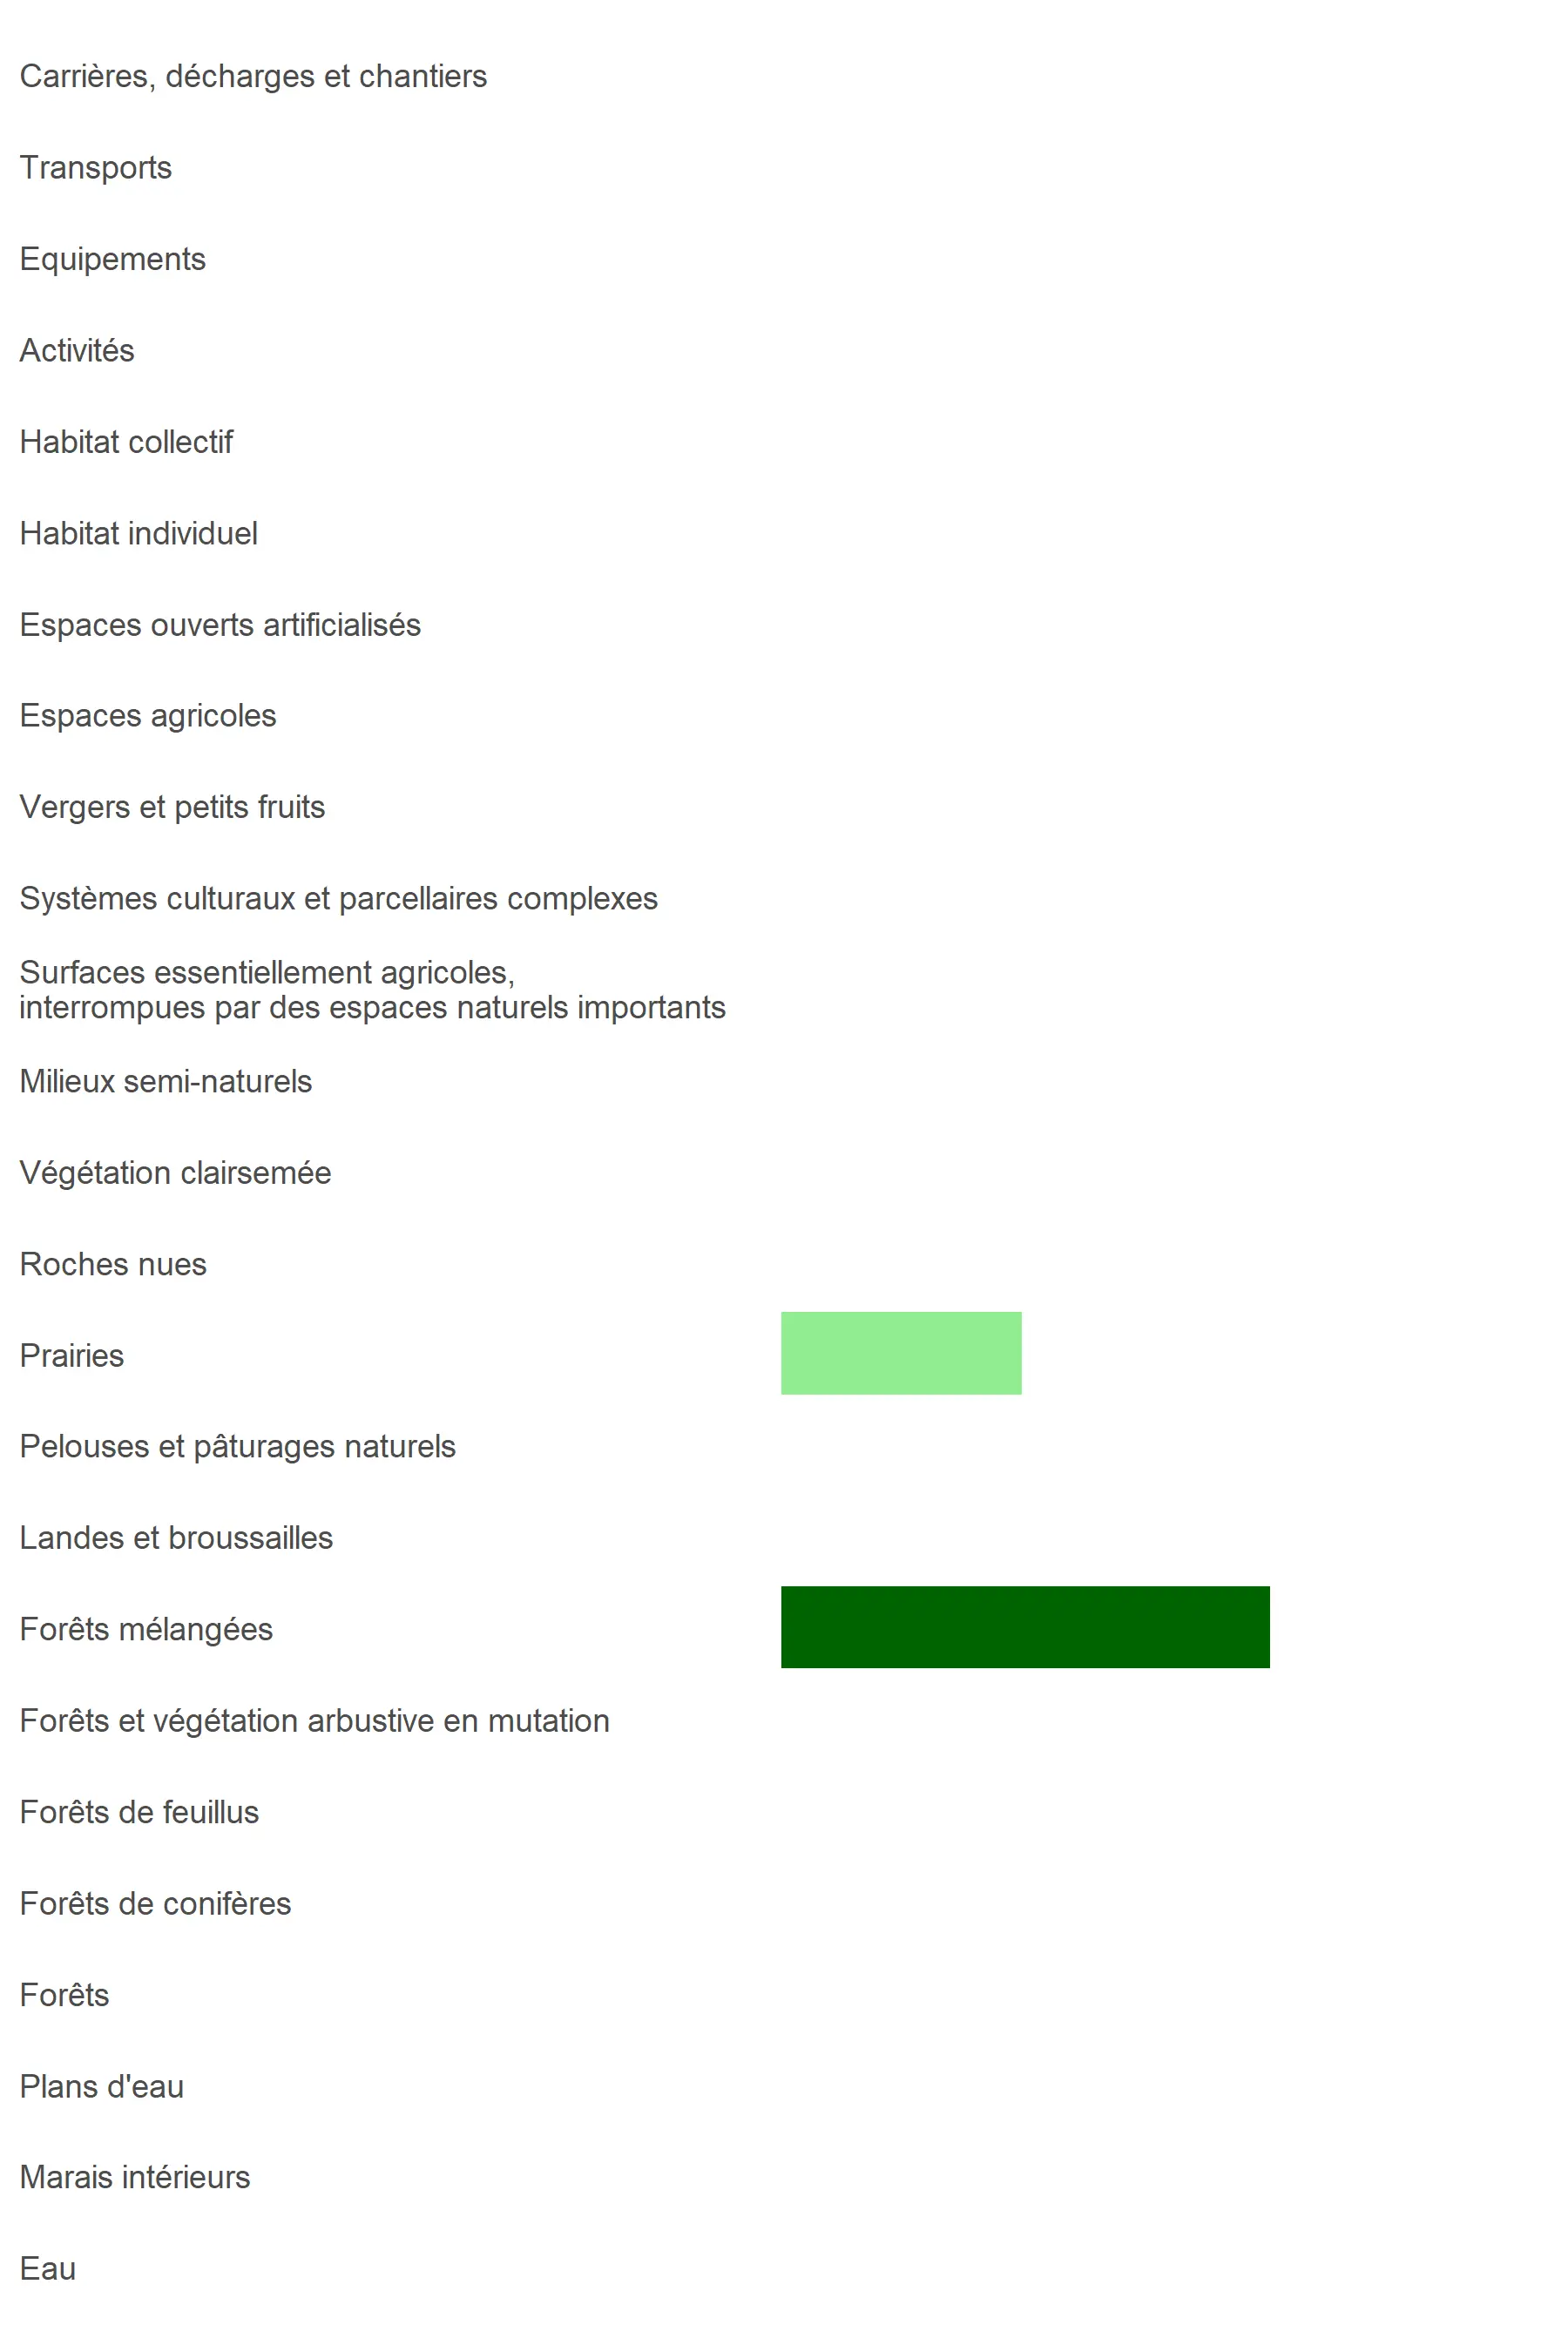 Carrières, décharges et chantiers
Transports
Equipements
Activités
Habitat collectif
Habitat individuel
Espaces ouverts artificialisés
Espaces agricoles
Vergers et petits fruits
Systèmes culturaux et parcellaires complexes
Surfaces essentiellement agricoles,
interrompues par des espaces naturels importants
Milieux semi-naturels
Végétation clairsemée
Roches nues
Prairies
Pelouses et pâturages naturels
Landes et broussailles
Forêts mélangées
Forêts et végétation arbustive en mutation
Forêts de feuillus
Forêts de conifères
Forêts
Plans d'eau
Marais intérieurs
Eau